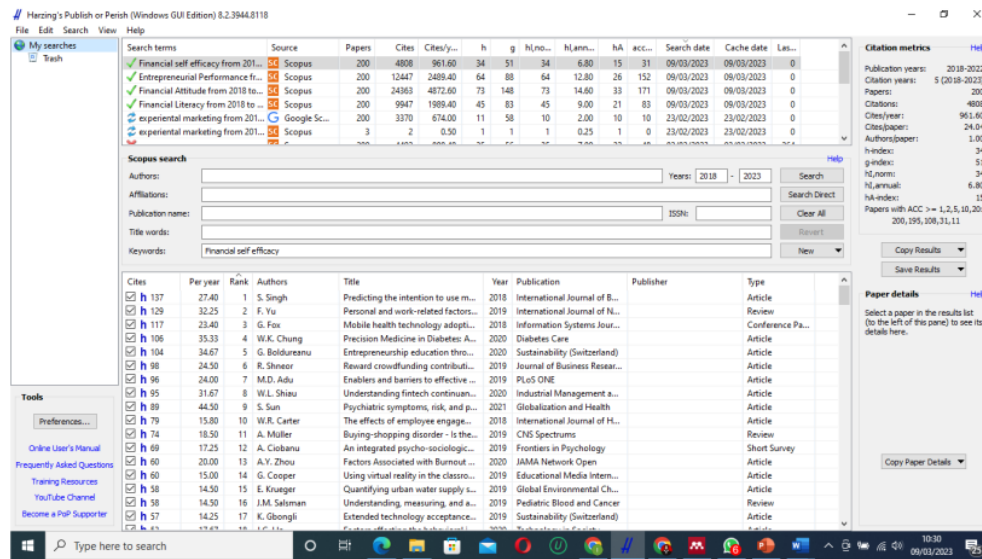 Harzing's Publish or Perish (Windows GUI Edition) 8.2.3944.8118
File Edit Search View Help
My searches
Trash
Search terms Source Papers Cites Cites/y... h g hI,no... hI,ann... hA acc... Search date Cache date Las...
Financial self efficacy from 201... SC Scopus 200 4808 961.60 34 51 34 6.80 15 31 09/03/2023 09/03/2023 0
Entrepreneurial Performance fr... SC Scopus 200 12447 2489.40 64 88 64 12.80 26 152 09/03/2023 09/03/2023 0
Financial Attitude from 2018 to... SC Scopus 200 24363 4872.60 73 148 73 14.60 33 171 09/03/2023 09/03/2023 0
Financial Literacy from 2018 to ... SC Scopus 200 9947 1989.40 45 83 45 9.00 21 83 09/03/2023 09/03/2023 0
experiential marketing from 201... G Google Sc... 200 3370 674.00 11 58 10 2.00 10 10 23/02/2023 23/02/2023 0
experiential marketing from 201... SC Scopus 3 2 0.50 1 1 1 0.25 1 0 23/02/2023 23/02/2023 0
Scopus search Help
Authors: Years: 2018 - 2023 Search
Affiliations: Search Direct
Publication name: ISSN: Clear All
Title words: Revert
Keywords: Financial self efficacy New
Cites Per year Rank Authors Title Year Publication Publisher Type
h 137 27.40 1 S. Singh Predicting the intention to use m... 2018 International Journal of B... Article
h 129 32.25 2 F. Yu Personal and work-related factors... 2019 International Journal of N... Review
h 117 23.40 3 G. Fox Mobile health technology adopti... 2018 Information Systems Jour... Conference Pa...
h 106 35.33 4 W.K. Chung Precision Medicine in Diabetes: A... 2020 Diabetes Care Article
h 104 34.67 5 G. Boldureanu Entrepreneurship education thro... 2020 Sustainability (Switzerland) Article
h 98 24.50 6 R. Shneor Reward crowdfunding contributi... 2019 Journal of Business Resear... Article
h 96 24.00 7 M.D. Adu Enablers and barriers to effective ... 2019 PLoS ONE Article
h 95 31.67 8 W.L. Shiau Understanding fintech continuan... 2020 Industrial Management a... Article
h 89 44.50 9 S. Sun Psychiatric symptoms, risk, and p... 2021 Globalization and Health Article
h 79 15.80 10 W.R. Carter The effects of employee engage... 2018 International Journal of H... Article
h 74 18.50 11 A. Müller Buying-shopping disorder - Is the... 2019 CNS Spectrums Review
h 69 17.25 12 A. Ciobanu An integrated psycho-sociologic... 2019 Frontiers in Psychology Short Survey
h 60 20.00 13 A.Y. Zhou Factors Associated with Burnout ... 2020 JAMA Network Open Article
h 60 15.00 14 G. Cooper Using virtual reality in the classro... 2019 Educational Media Intern... Article
h 58 14.50 15 E. Krueger Quantifying urban water supply s... 2019 Global Environmental Ch... Article
h 58 14.50 16 J.M. Salsman Understanding, measuring, and a... 2019 Pediatric Blood and Cancer Review
h 57 14.25 17 K. Gbongli Extended technology acceptance... 2019 Sustainability (Switzerland) Article
Tools
Preferences...
Online User's Manual
Frequently Asked Questions
Training Resources
YouTube Channel
Become a PoP Supporter
Citation metrics Hel
Publication years: 2018-2022
Citation years: 5 (2018-2023)
Papers: 200
Citations: 4808
Cites/year: 961.60
Cites/paper: 24.04
Authors/paper: 1.00
h-index: 34
g-index: 51
hI,norm: 34
hI,annual: 6.80
hA-index: 15
Papers with ACC >= 1,2,5,10,20:
200,195,108,31,11
Copy Results
Save Results
Paper details Hel
Select a paper in the results list
(to the left of this pane) to see its
details here.
Copy Paper Details
Type here to search
10:30
09/03/2023
25